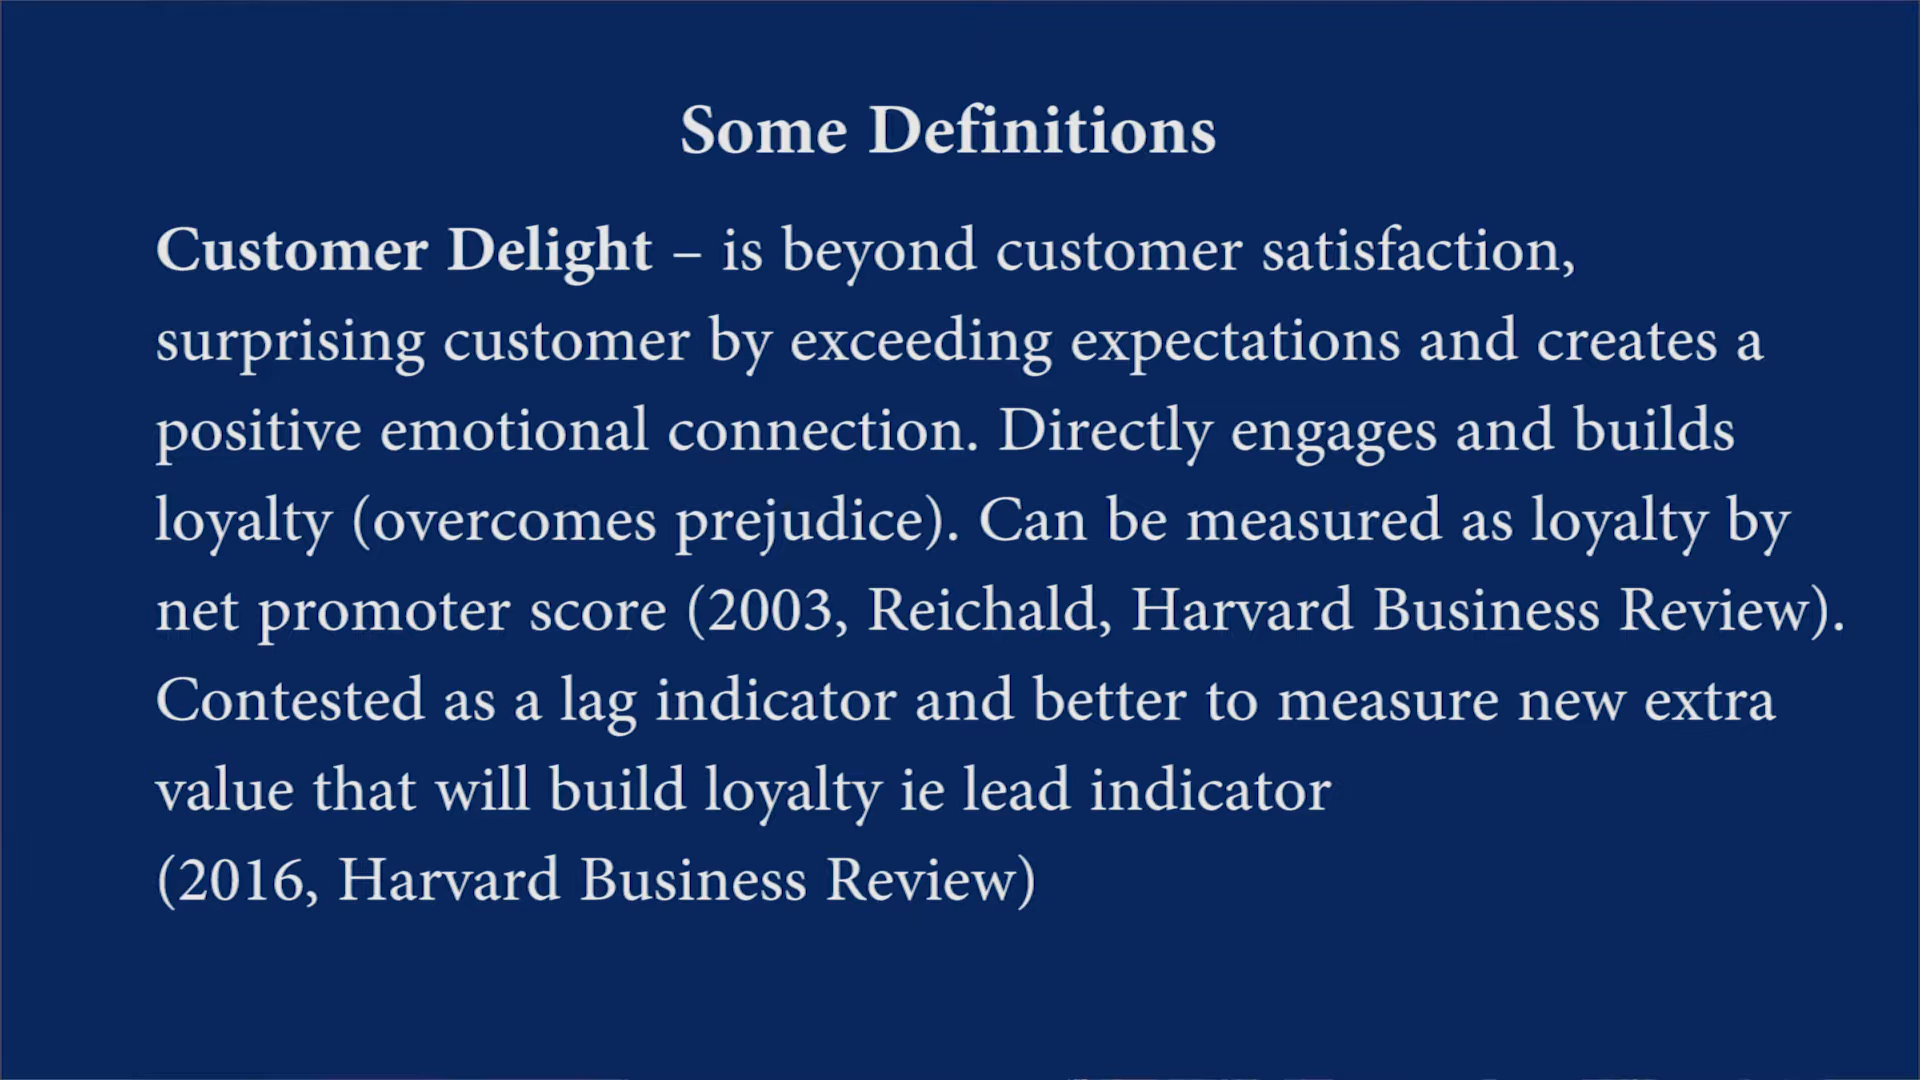 Some Definitions
Customer Delight – is beyond customer satisfaction,
surprising customer by exceeding expectations and creates a
positive emotional connection. Directly engages and builds
loyalty (overcomes prejudice). Can be measured as loyalty by
net promoter score (2003, Reichald, Harvard Business Review).
Contested as a lag indicator and better to measure new extra
value that will build loyalty ie lead indicator
(2016, Harvard Business Review)